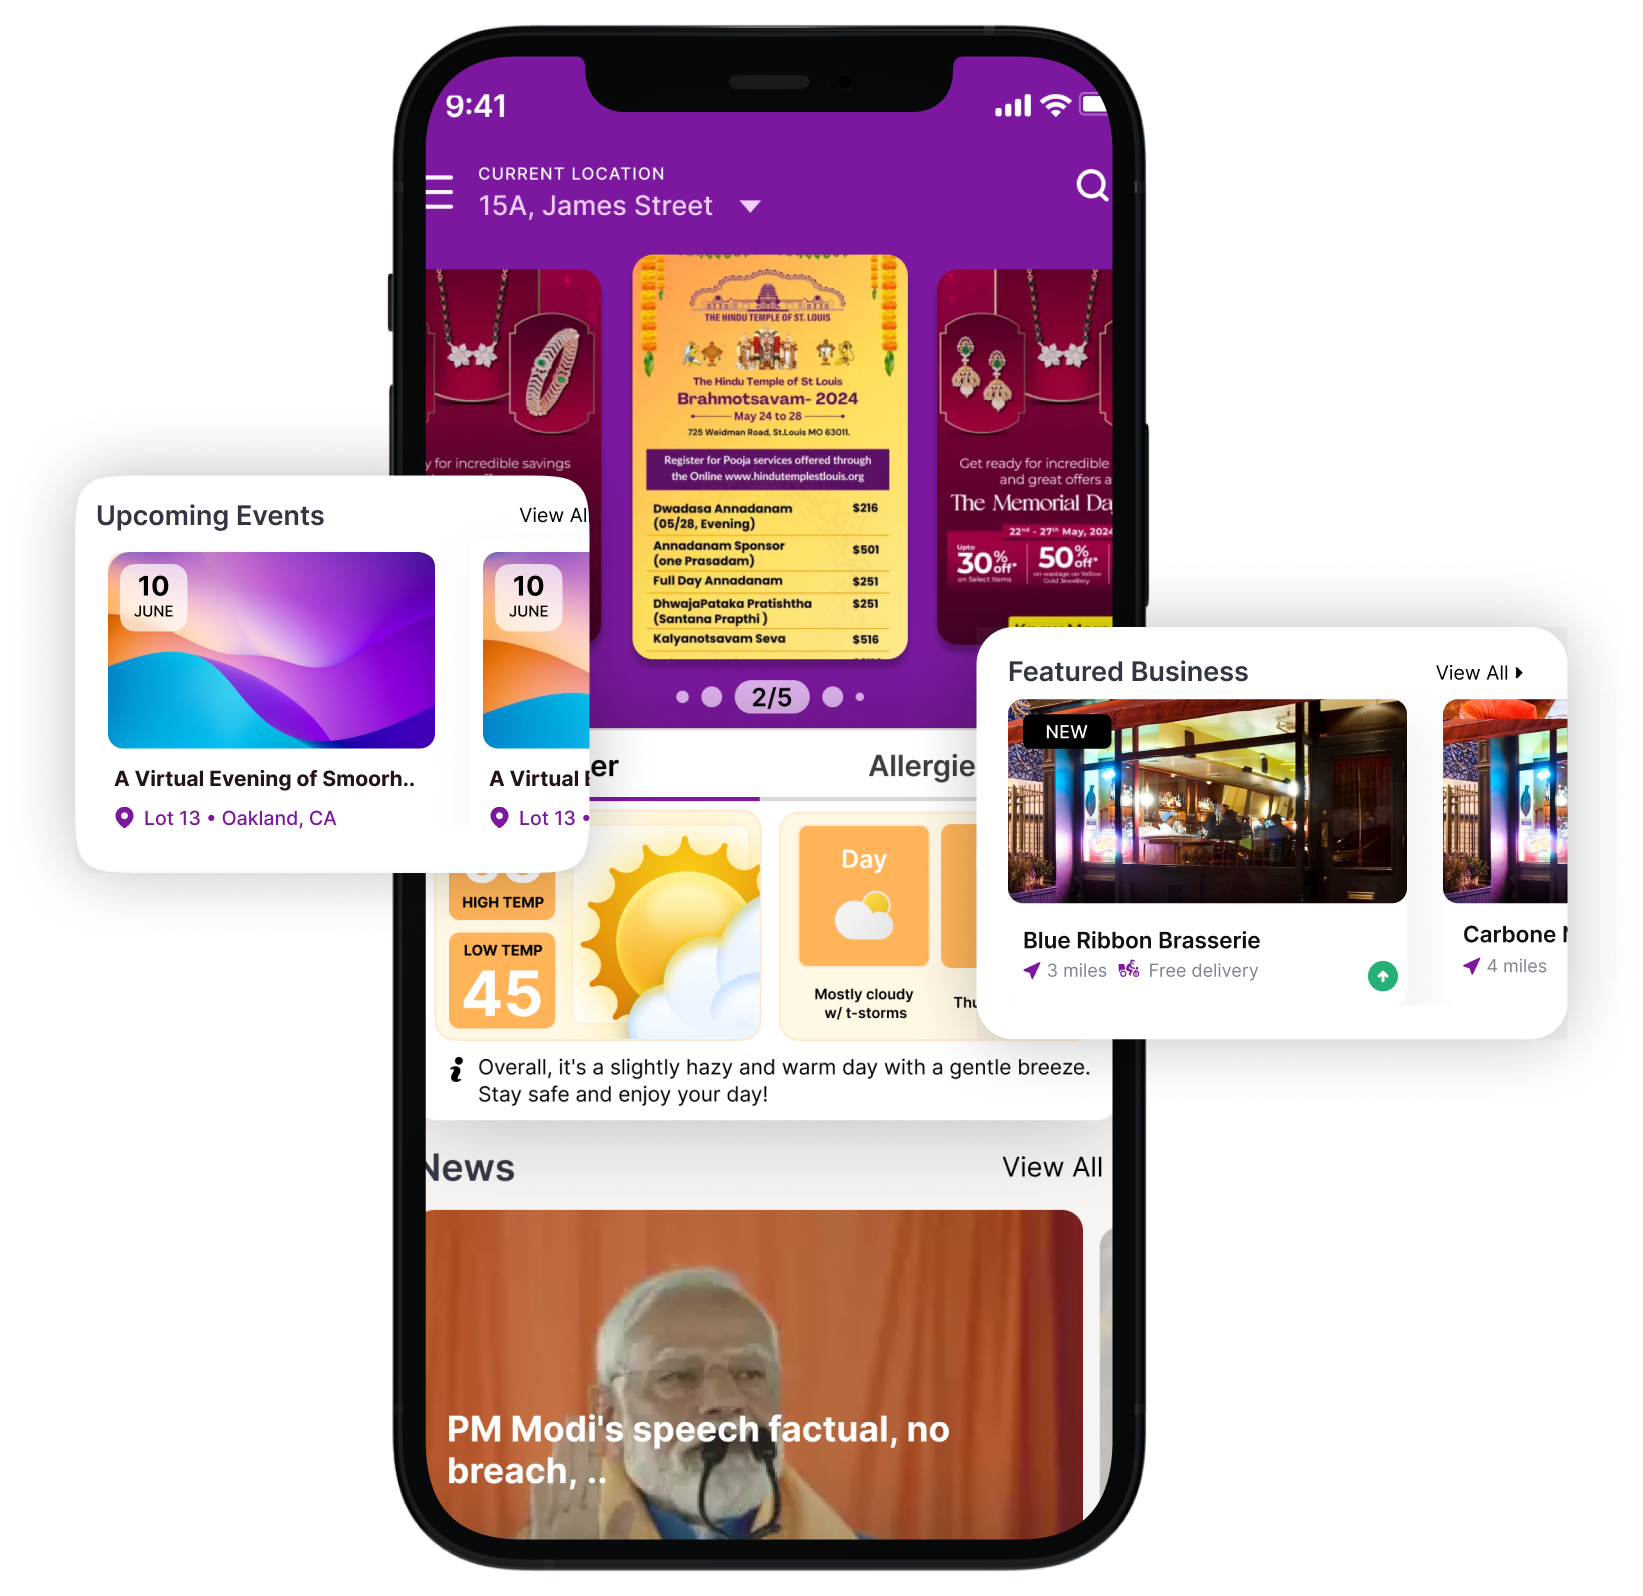 9:41
CURRENT LOCATION
15A, James Street
THE HINDU TEMPLE OF ST. LOUIS
The Hindu Temple of St Louis
Brahmotsavam- 2024
May 24 to 28
725 Weidman Road, St.Louis MO 63011.
Register for Pooja services offered through
the Online www.hindutemplestlouis.org
Dwadasa Annadanam $216
(05/28, Evening)
Annadanam Sponsor $501
(one Prasadam)
Full Day Annadanam $251
DhwajaPataka Pratishtha $251
(Santana Prapthi )
Kalyanotsavam Seva $516
y for incredible savings
Get ready for incredible
and great offers a
The Memorial Da
22nd - 27th May, 2024
Upto
30% off*
on Select Items
50% off*
on wastage on Yellow
Gold Jewellery
2/5
Upcoming Events
View Al
10
JUNE
A Virtual Evening of Smoorh..
Lot 13 • Oakland, CA
10
JUNE
A Virtual E
Lot 13 •
Featured Business
View All
NEW
Blue Ribbon Brasserie
3 miles Free delivery
Carbone N
4 miles
er
Allergie
HIGH TEMP
LOW TEMP
45
Day
Mostly cloudy
w/ t-storms
Thu
Overall, it's a slightly hazy and warm day with a gentle breeze.
Stay safe and enjoy your day!
News
View All
PM Modi's speech factual, no
breach, ..